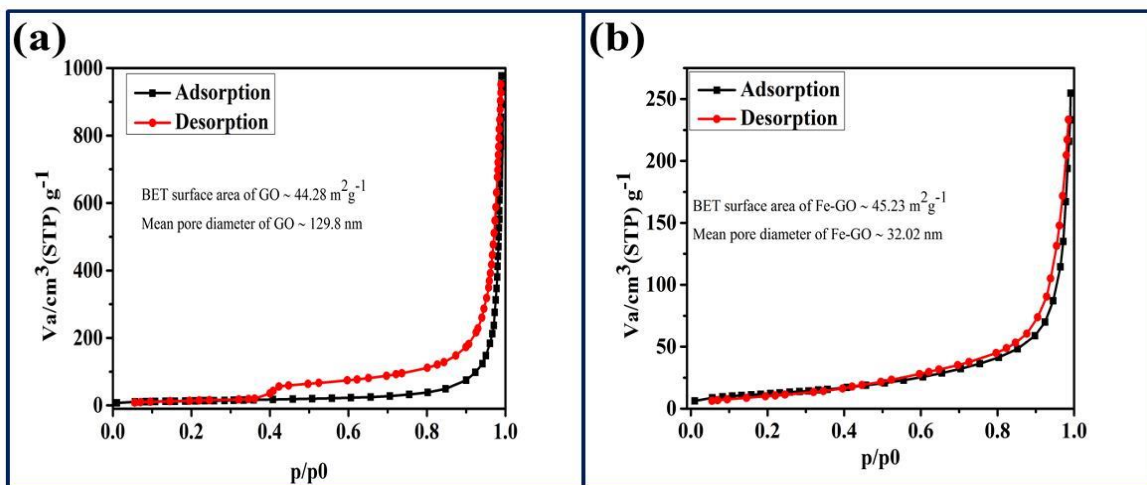 (a)
1000
800
600
400
200
0
Va/cm³(STP) g⁻¹
Adsorption
Desorption
BET surface area of GO ~ 44.28 m²g⁻¹
Mean pore diameter of GO ~ 129.8 nm
0.0 0.2 0.4 0.6 0.8 1.0
p/p0
(b)
250
200
150
100
50
0
Va/cm³(STP) g⁻¹
Adsorption
Desorption
BET surface area of Fe-GO ~ 45.23 m²g⁻¹
Mean pore diameter of Fe-GO ~ 32.02 nm
0.0 0.2 0.4 0.6 0.8 1.0
p/p0